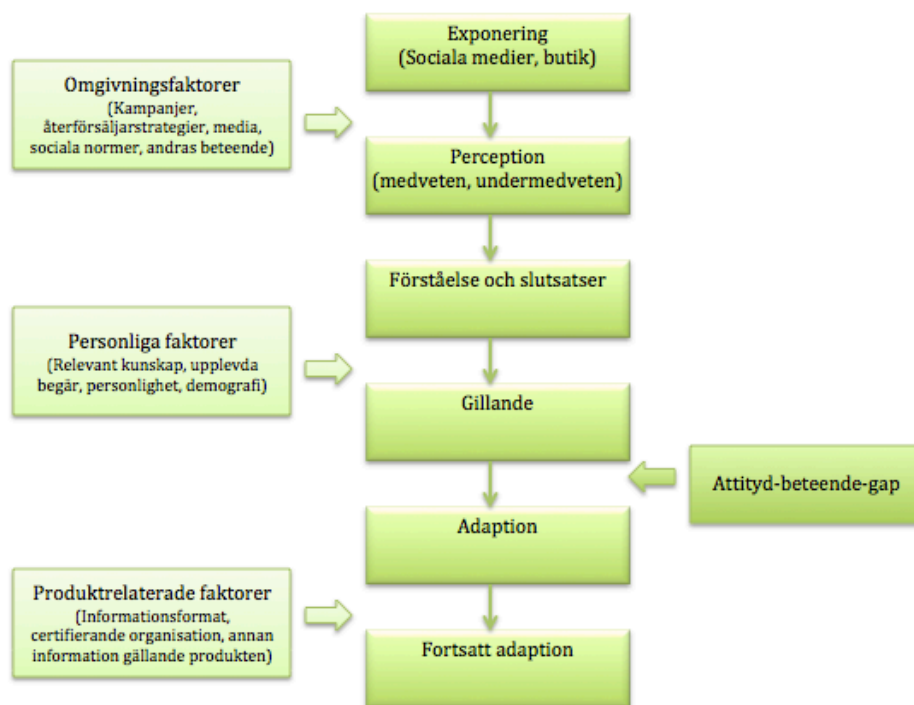 Exponering
(Sociala medier, butik)
Omgivningsfaktorer
(Kampanjer,
återförsäljarstrategier, media,
sociala normer, andras beteende)
Perception
(medveten, undermedveten)
Förståelse och slutsatser
Personliga faktorer
(Relevant kunskap, upplevda
begär, personlighet, demografi)
Gillande
Attityd-beteende-gap
Adaption
Produktrelaterade faktorer
(Informationsformat,
certifierande organisation, annan
information gällande produkten)
Fortsatt adaption